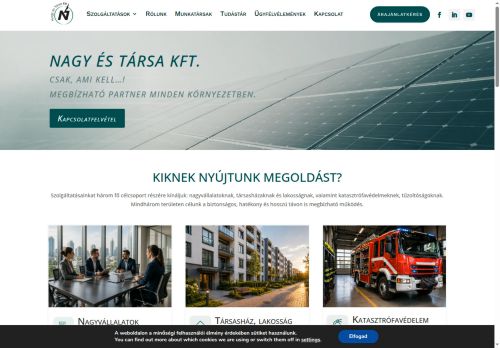 Szolgáltatások
Rólunk
Munkatársak
Tudástár
Ügyfélvélemények
Kapcsolat
Árajánlatkérés
Nagy és Társa Kft.
Csak, ami kell…!
Megbízható partner minden környezetben.
Kapcsolatfelvétel
KIKNEK NYÚJTUNK MEGOLDÁST?
Szolgáltatásainkat három fő célcsoport részére kínáljuk: nagyvállalatoknak, társasházaknak és lakosságnak, valamint katasztrófavédelemnek, tűzoltóságoknak.
Mindhárom területen célunk a biztonságos, hatékony és hosszú távon is megbízható működés.
Nagyvállalatok
Társasház, lakosság
Katasztrófavédelem
A weboldalon a minőségi felhasználói élmény érdekében sütiket használunk.
You can find out more about which cookies we are using or switch them off in settings.
Elfogad